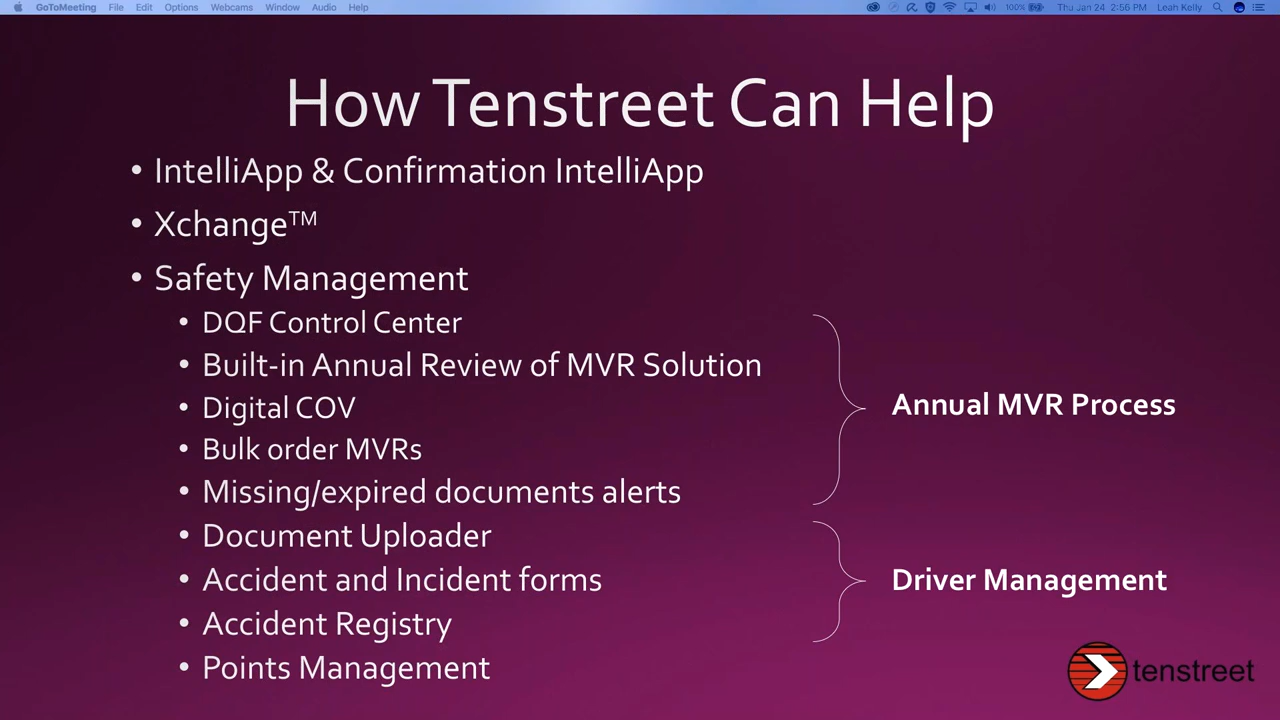 GoToMeeting File Edit Options Webcams Window Audio Help 100% Thu Jan 24 2:56 PM Leah Kelly
How Tenstreet Can Help
• IntelliApp & Confirmation IntelliApp
• Xchange™
• Safety Management
• DQF Control Center
• Built-in Annual Review of MVR Solution
• Digital COV
• Bulk order MVRs
• Missing/expired documents alerts
Annual MVR Process
• Document Uploader
• Accident and Incident forms
• Accident Registry
Driver Management
• Points Management
tenstreet